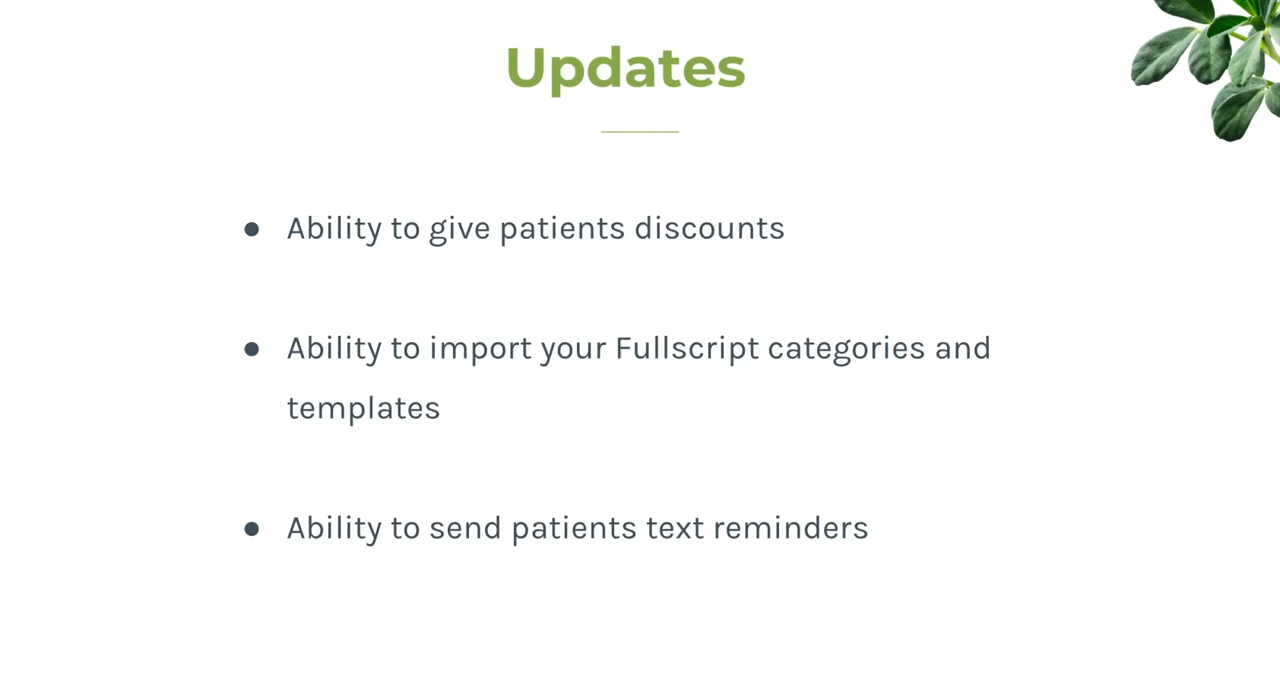 Updates
● Ability to give patients discounts
● Ability to import your Fullscript categories and
templates
● Ability to send patients text reminders